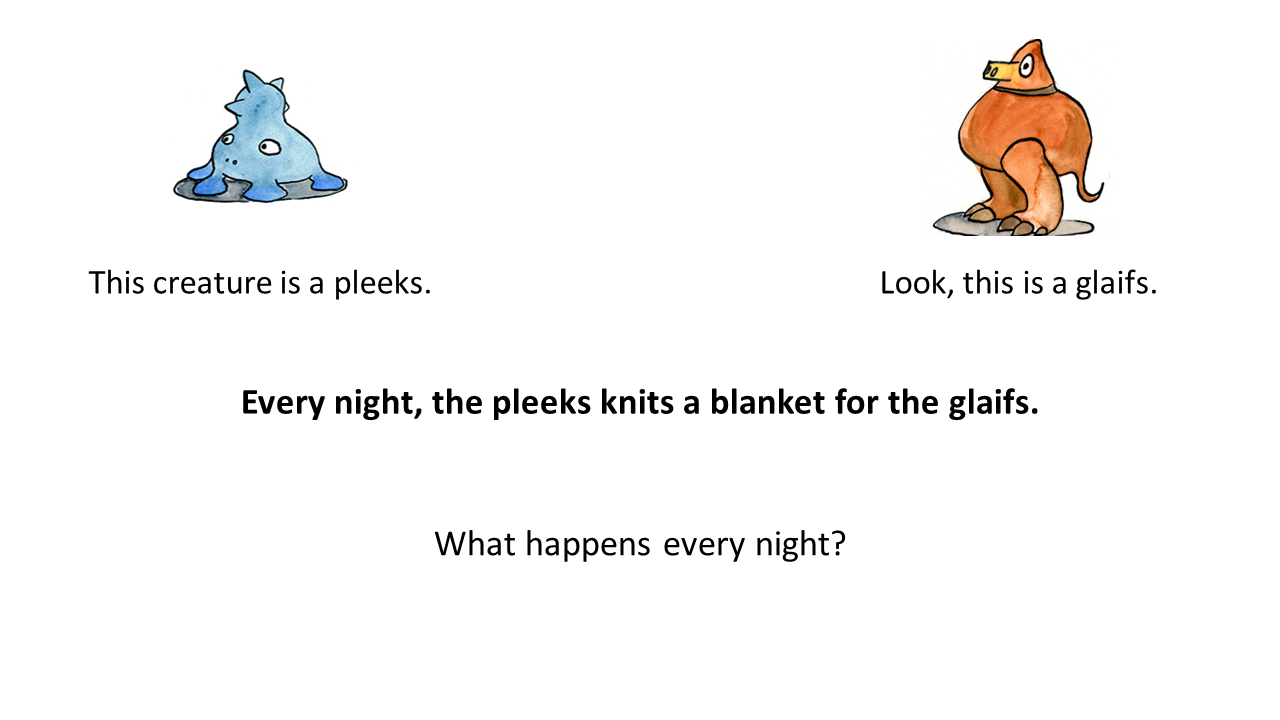 This creature is a pleeks.
Look, this is a glaifs.
Every night, the pleeks knits a blanket for the glaifs.
What happens every night?